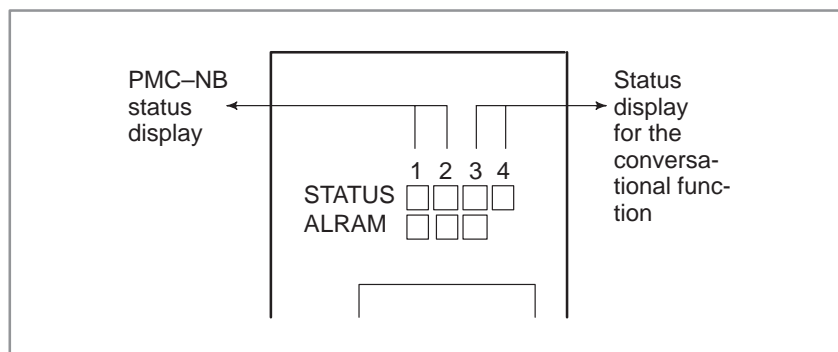 PMC–NB
status
display
Status
display
for the
conversa-
tional func-
tion
1 2 3 4
STATUS
ALRAM